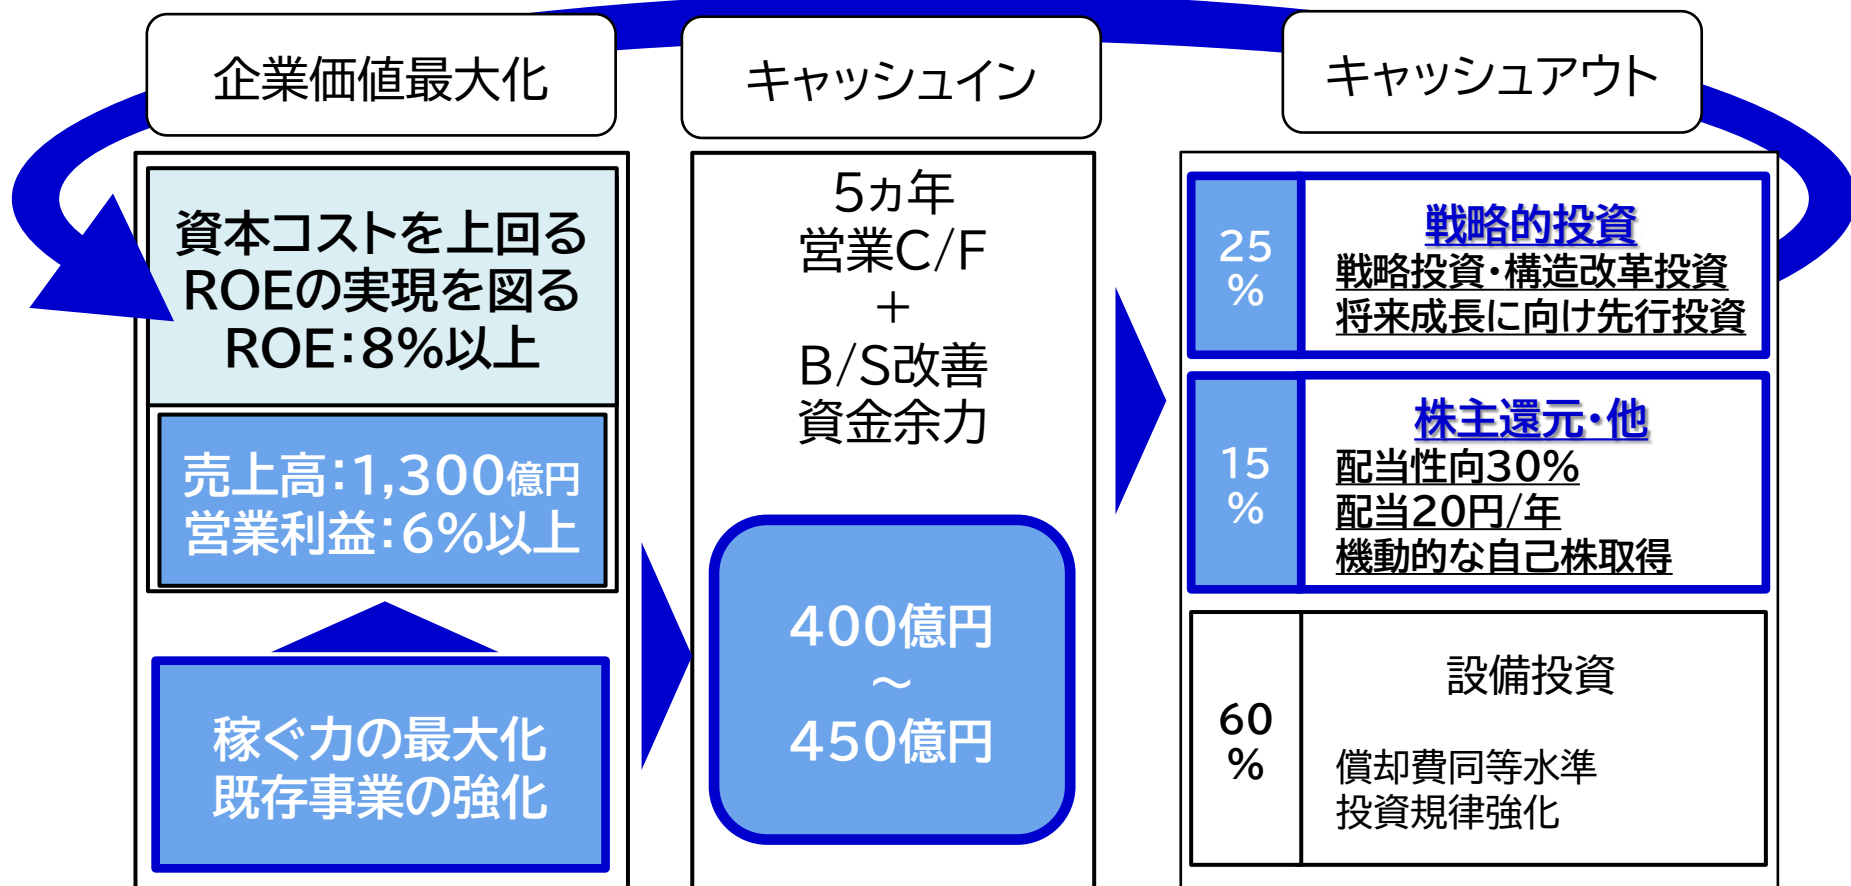 企業価値最大化
資本コストを上回る
ROEの実現を図る
ROE:8%以上
売上高:1,300億円
営業利益:6%以上
稼ぐ力の最大化
既存事業の強化
キャッシュイン
5ヵ年
営業C/F
+
B/S改善
資金余力
400億円
~
450億円
キャッシュアウト
25
%
戦略的投資
戦略投資・構造改革投資
将来成長に向け先行投資
15
%
株主還元・他
配当性向30%
配当20円/年
機動的な自己株取得
60
%
設備投資
償却費同等水準
投資規律強化